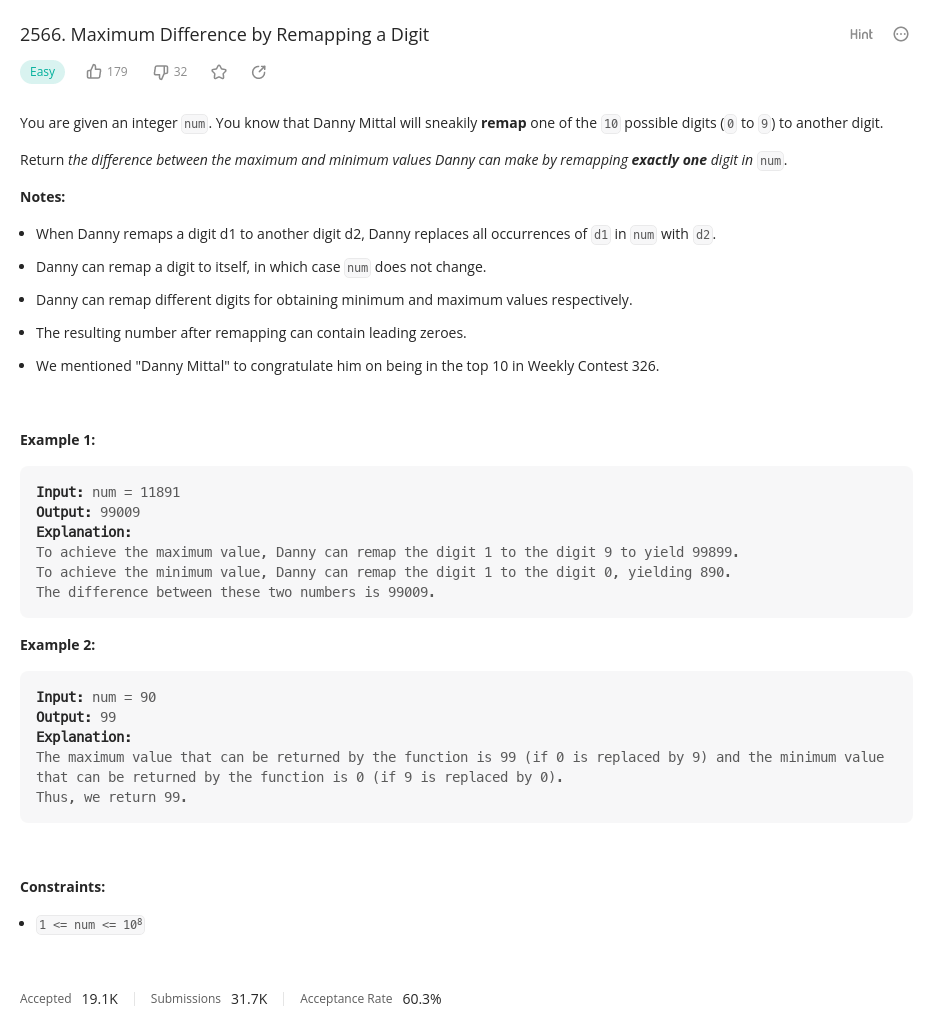 2566. Maximum Difference by Remapping a Digit
Hint
Easy
179
32
You are given an integer num. You know that Danny Mittal will sneakily remap one of the 10 possible digits (0 to 9) to another digit.
Return the difference between the maximum and minimum values Danny can make by remapping exactly one digit in num.
Notes:
• When Danny remaps a digit d1 to another digit d2, Danny replaces all occurrences of d1 in num with d2.
• Danny can remap a digit to itself, in which case num does not change.
• Danny can remap different digits for obtaining minimum and maximum values respectively.
• The resulting number after remapping can contain leading zeroes.
• We mentioned "Danny Mittal" to congratulate him on being in the top 10 in Weekly Contest 326.
Example 1:
Input: num = 11891
Output: 99009
Explanation:
To achieve the maximum value, Danny can remap the digit 1 to the digit 9 to yield 99899.
To achieve the minimum value, Danny can remap the digit 1 to the digit 0, yielding 890.
The difference between these two numbers is 99009.
Example 2:
Input: num = 90
Output: 99
Explanation:
The maximum value that can be returned by the function is 99 (if 0 is replaced by 9) and the minimum value
that can be returned by the function is 0 (if 9 is replaced by 0).
Thus, we return 99.
Constraints:
• 1 <= num <= 10⁸
Accepted 19.1K Submissions 31.7K Acceptance Rate 60.3%